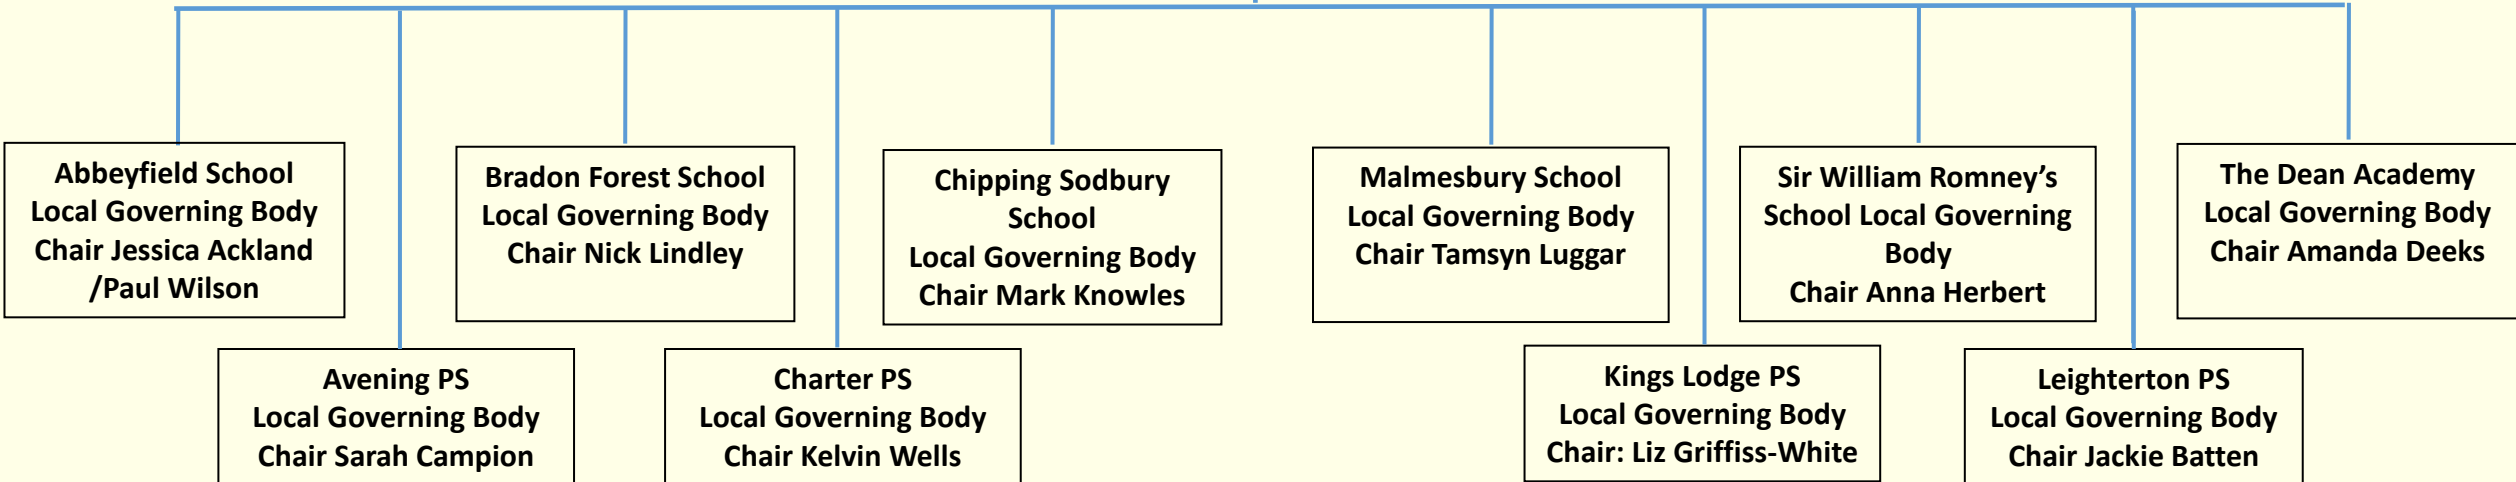 Abbeyfield School
Local Governing Body
Chair Jessica Ackland
/Paul Wilson
Bradon Forest School
Local Governing Body
Chair Nick Lindley
Chipping Sodbury
School
Local Governing Body
Chair Mark Knowles
Malmesbury School
Local Governing Body
Chair Tamsyn Luggar
Sir William Romney’s
School Local Governing
Body
Chair Anna Herbert
The Dean Academy
Local Governing Body
Chair Amanda Deeks
Avening PS
Local Governing Body
Chair Sarah Campion
Charter PS
Local Governing Body
Chair Kelvin Wells
Kings Lodge PS
Local Governing Body
Chair: Liz Griffiss-White
Leighterton PS
Local Governing Body
Chair Jackie Batten